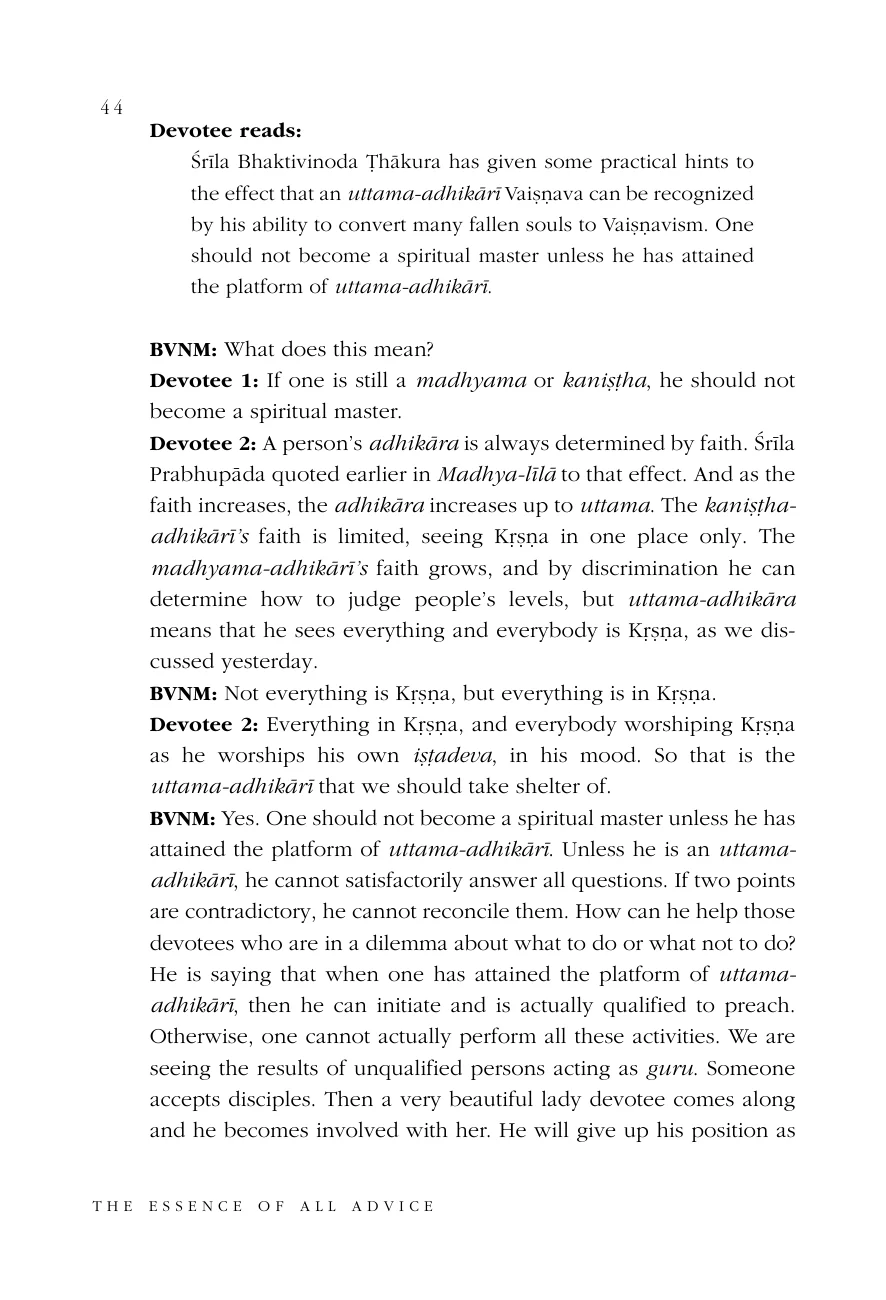 44
Devotee reads:
Śrīla Bhaktivinoda Ṭhākura has given some practical hints to
the effect that an uttama-adhikārī Vaiṣṇava can be recognized
by his ability to convert many fallen souls to Vaiṣṇavism. One
should not become a spiritual master unless he has attained
the platform of uttama-adhikārī.
BVNM: What does this mean?
Devotee 1: If one is still a madhyama or kaniṣṭha, he should not
become a spiritual master.
Devotee 2: A person’s adhikāra is always determined by faith. Śrīla
Prabhupāda quoted earlier in Madhya-līlā to that effect. And as the
faith increases, the adhikāra increases up to uttama. The kaniṣṭha-
adhikārī’s faith is limited, seeing Kṛṣṇa in one place only. The
madhyama-adhikārī’s faith grows, and by discrimination he can
determine how to judge people’s levels, but uttama-adhikāra
means that he sees everything and everybody is Kṛṣṇa, as we dis-
cussed yesterday.
BVNM: Not everything is Kṛṣṇa, but everything is in Kṛṣṇa.
Devotee 2: Everything in Kṛṣṇa, and everybody worshiping Kṛṣṇa
as he worships his own iṣṭadeva, in his mood. So that is the
uttama-adhikārī that we should take shelter of.
BVNM: Yes. One should not become a spiritual master unless he has
attained the platform of uttama-adhikārī. Unless he is an uttama-
adhikārī, he cannot satisfactorily answer all questions. If two points
are contradictory, he cannot reconcile them. How can he help those
devotees who are in a dilemma about what to do or what not to do?
He is saying that when one has attained the platform of uttama-
adhikārī, then he can initiate and is actually qualified to preach.
Otherwise, one cannot actually perform all these activities. We are
seeing the results of unqualified persons acting as guru. Someone
accepts disciples. Then a very beautiful lady devotee comes along
and he becomes involved with her. He will give up his position as
THE ESSENCE OF ALL ADVICE